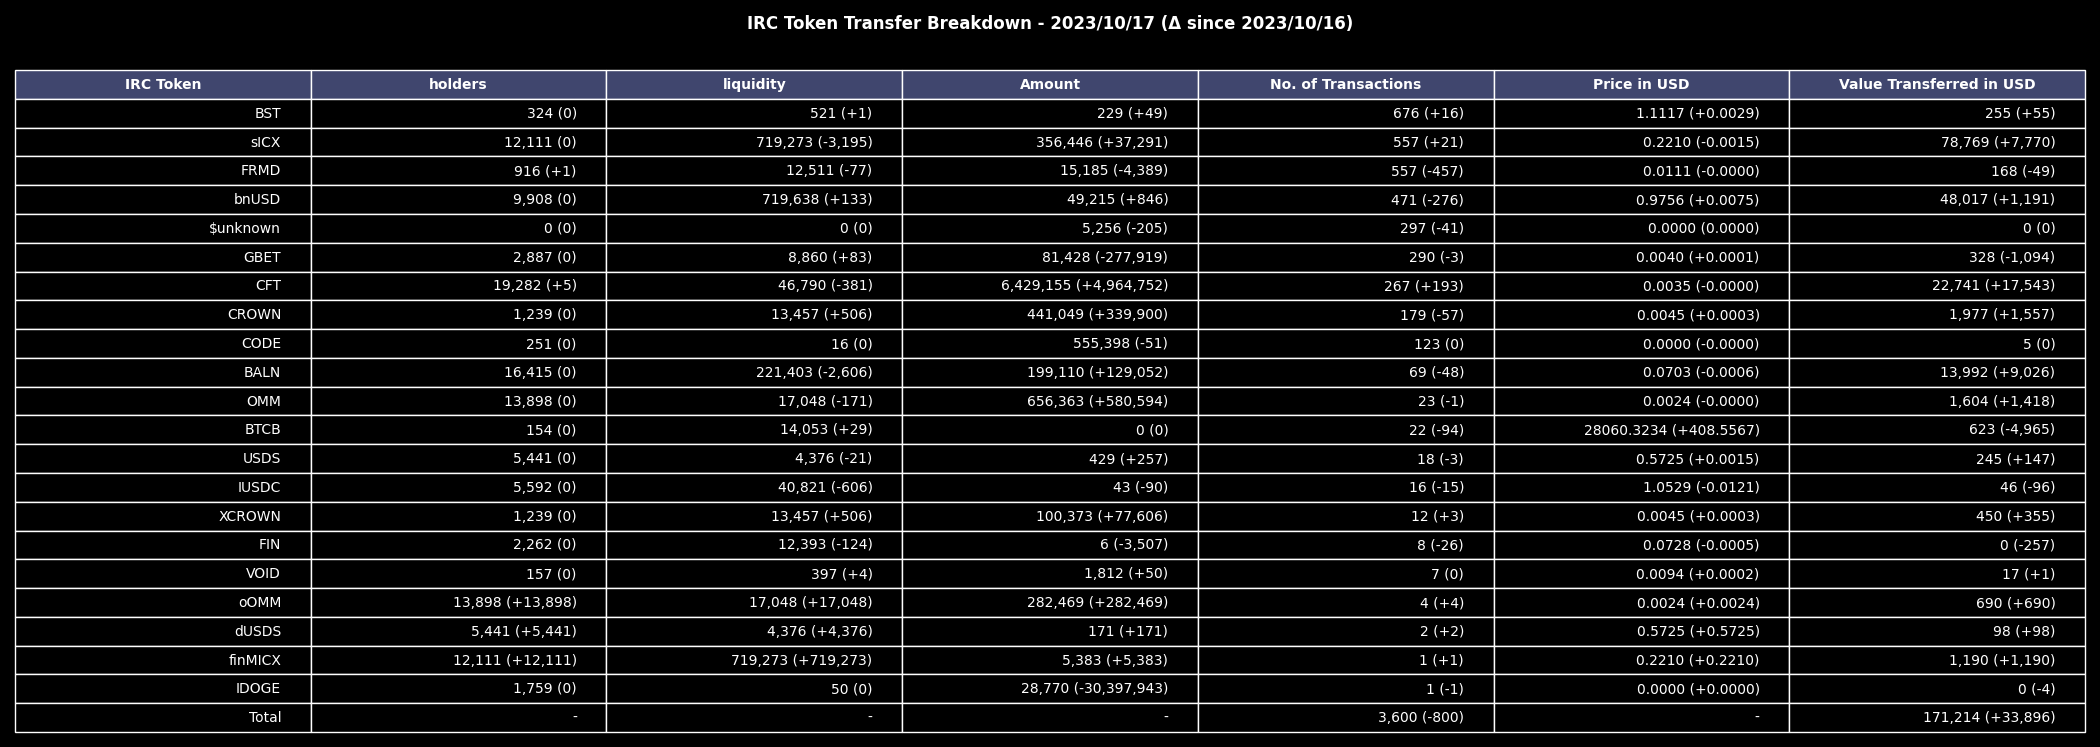 IRC Token Transfer Breakdown - 2023/10/17 (Δ since 2023/10/16)
IRC Token holders liquidity Amount No. of Transactions Price in USD Value Transferred in USD
BST 324 (0) 521 (+1) 229 (+49) 676 (+16) 1.1117 (+0.0029) 255 (+55)
sICX 12,111 (0) 719,273 (-3,195) 356,446 (+37,291) 557 (+21) 0.2210 (-0.0015) 78,769 (+7,770)
FRMD 916 (+1) 12,511 (-77) 15,185 (-4,389) 557 (-457) 0.0111 (-0.0000) 168 (-49)
bnUSD 9,908 (0) 719,638 (+133) 49,215 (+846) 471 (-276) 0.9756 (+0.0075) 48,017 (+1,191)
$unknown 0 (0) 0 (0) 5,256 (-205) 297 (-41) 0.0000 (0.0000) 0 (0)
GBET 2,887 (0) 8,860 (+83) 81,428 (-277,919) 290 (-3) 0.0040 (+0.0001) 328 (-1,094)
CFT 19,282 (+5) 46,790 (-381) 6,429,155 (+4,964,752) 267 (+193) 0.0035 (-0.0000) 22,741 (+17,543)
CROWN 1,239 (0) 13,457 (+506) 441,049 (+339,900) 179 (-57) 0.0045 (+0.0003) 1,977 (+1,557)
CODE 251 (0) 16 (0) 555,398 (-51) 123 (0) 0.0000 (-0.0000) 5 (0)
BALN 16,415 (0) 221,403 (-2,606) 199,110 (+129,052) 69 (-48) 0.0703 (-0.0006) 13,992 (+9,026)
OMM 13,898 (0) 17,048 (-171) 656,363 (+580,594) 23 (-1) 0.0024 (-0.0000) 1,604 (+1,418)
BTCB 154 (0) 14,053 (+29) 0 (0) 22 (-94) 28060.3234 (+408.5567) 623 (-4,965)
USDS 5,441 (0) 4,376 (-21) 429 (+257) 18 (-3) 0.5725 (+0.0015) 245 (+147)
IUSDC 5,592 (0) 40,821 (-606) 43 (-90) 16 (-15) 1.0529 (-0.0121) 46 (-96)
XCROWN 1,239 (0) 13,457 (+506) 100,373 (+77,606) 12 (+3) 0.0045 (+0.0003) 450 (+355)
FIN 2,262 (0) 12,393 (-124) 6 (-3,507) 8 (-26) 0.0728 (-0.0005) 0 (-257)
VOID 157 (0) 397 (+4) 1,812 (+50) 7 (0) 0.0094 (+0.0002) 17 (+1)
oOMM 13,898 (+13,898) 17,048 (+17,048) 282,469 (+282,469) 4 (+4) 0.0024 (+0.0024) 690 (+690)
dUSDS 5,441 (+5,441) 4,376 (+4,376) 171 (+171) 2 (+2) 0.5725 (+0.5725) 98 (+98)
finMICX 12,111 (+12,111) 719,273 (+719,273) 5,383 (+5,383) 1 (+1) 0.2210 (+0.2210) 1,190 (+1,190)
IDOGE 1,759 (0) 50 (0) 28,770 (-30,397,943) 1 (-1) 0.0000 (+0.0000) 0 (-4)
Total - - - 3,600 (-800) - 171,214 (+33,896)